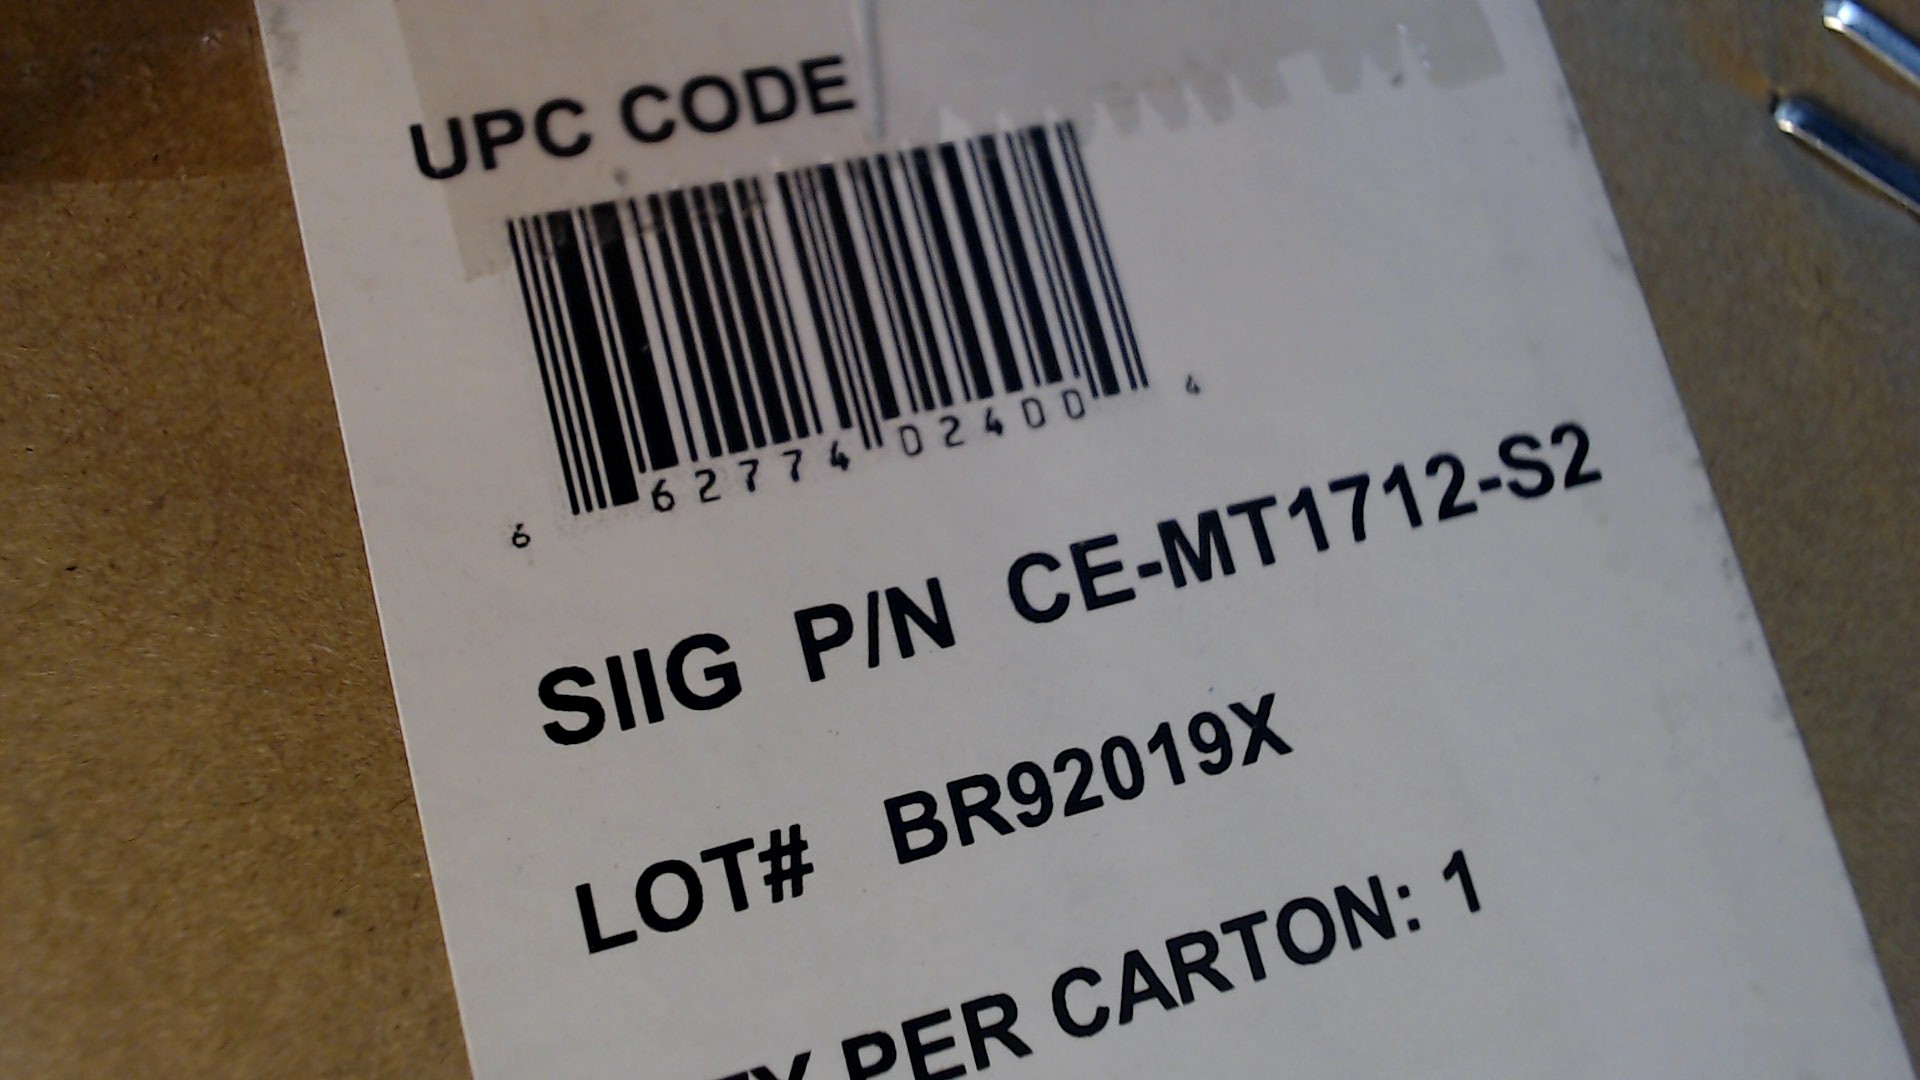 UPC CODE
6 62774 02400 4
SIIG P/N CE-MT1712-S2
LOT# BR92019X
PER CARTON: 1